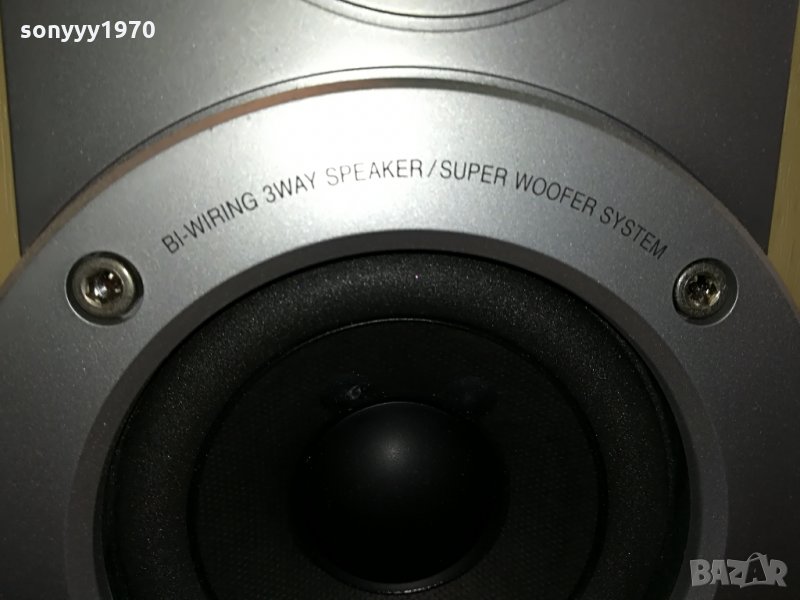 sonyyy1970
BI-WIRING 3WAY SPEAKER/SUPER WOOFER SYSTEM
BAZAR